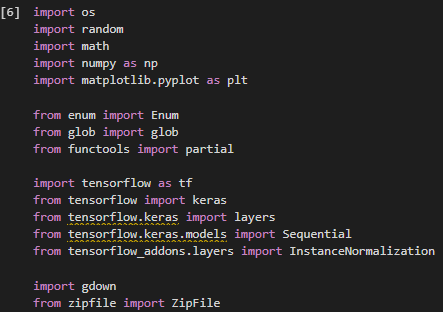 [6] import os
import random
import math
import numpy as np
import matplotlib.pyplot as plt
from enum import Enum
from glob import glob
from functools import partial
import tensorflow as tf
from tensorflow import keras
from tensorflow.keras import layers
from tensorflow.keras.models import Sequential
from tensorflow_addons.layers import InstanceNormalization
import gdown
from zipfile import ZipFile